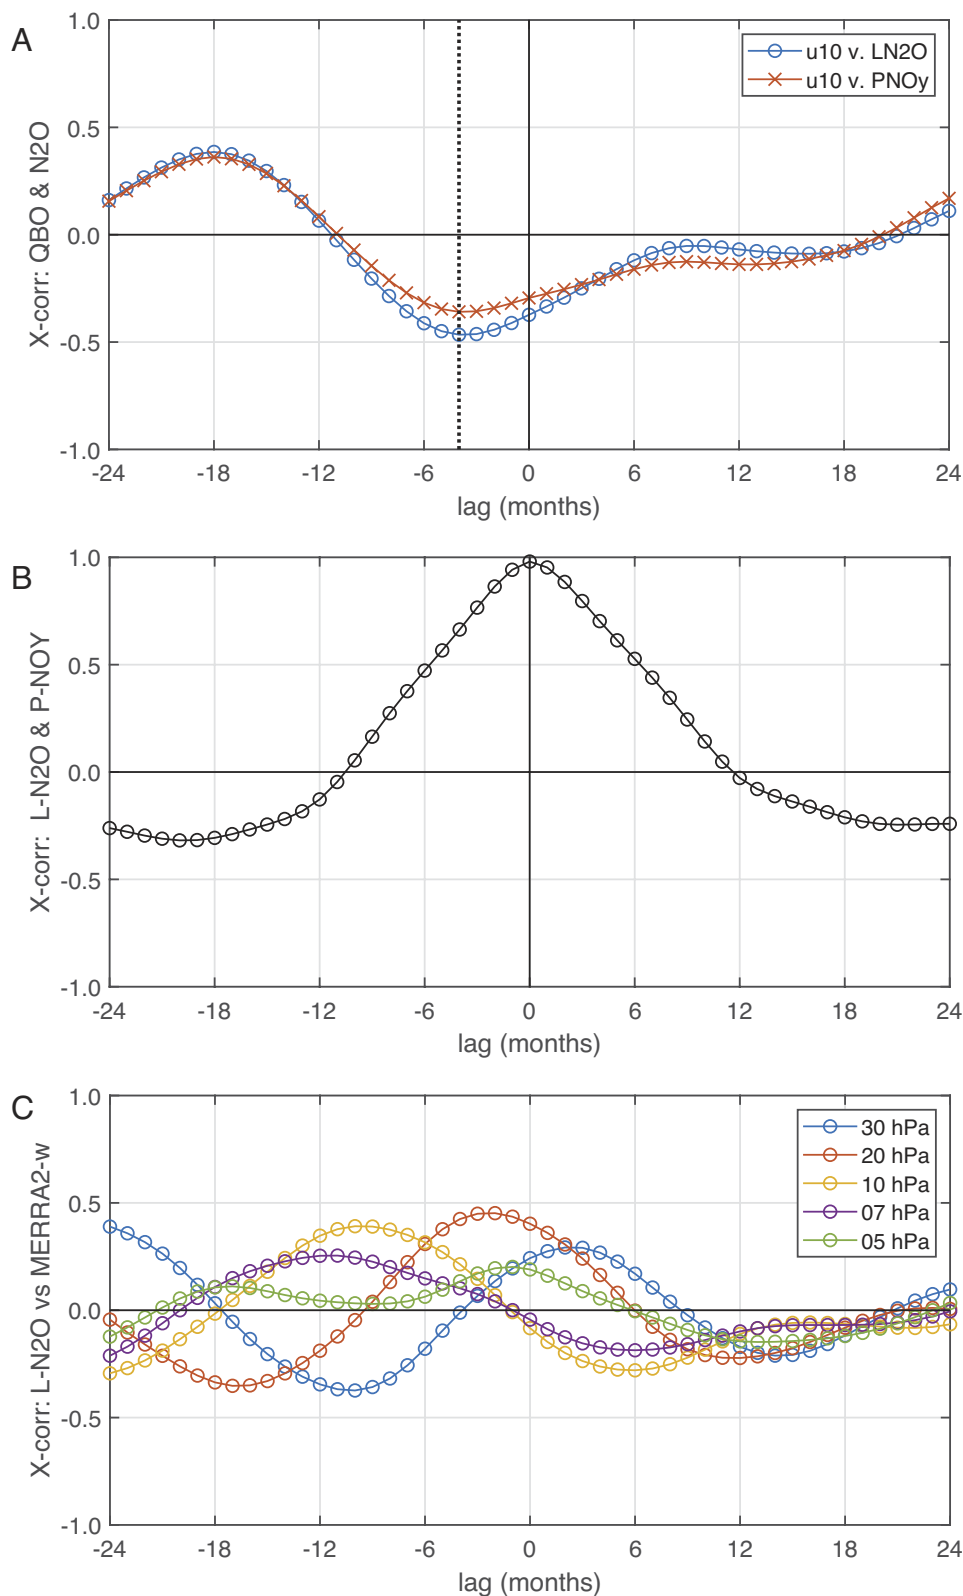 A
X-corr: QBO & N2O
1.0
0.5
0.0
-0.5
-1.0
u10 v. LN2O
u10 v. PNOy
-24 -18 -12 -6 0 6 12 18 24
lag (months)
B
X-corr: L-N2O & P-NOY
1.0
0.5
0.0
-0.5
-1.0
-24 -18 -12 -6 0 6 12 18 24
lag (months)
C
X-corr: L-N2O vs MERRA2-w
1.0
0.5
0.0
-0.5
-1.0
30 hPa
20 hPa
10 hPa
07 hPa
05 hPa
-24 -18 -12 -6 0 6 12 18 24
lag (months)